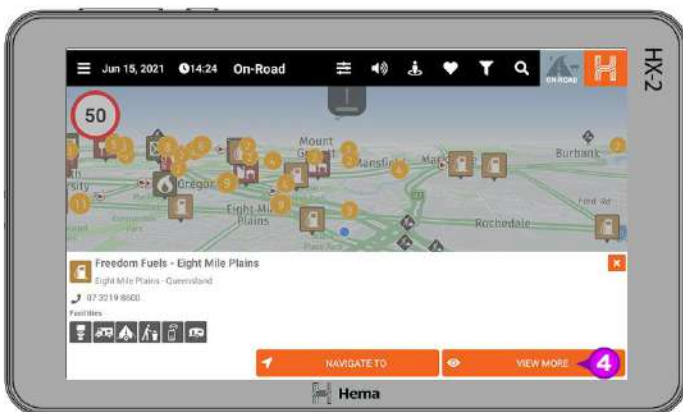 Jun 15, 2021 14:24 On-Road
ON-ROAD
HX-2
50
Mount
Mansfield
Burbank
Gregor
Eight Mile
Plains
Rochedale
Freedom Fuels - Eight Mile Plains
Eight Mile Plains - Queensland
07 3219 8600
Facilities
NAVIGATE TO
VIEW MORE
4
Hema